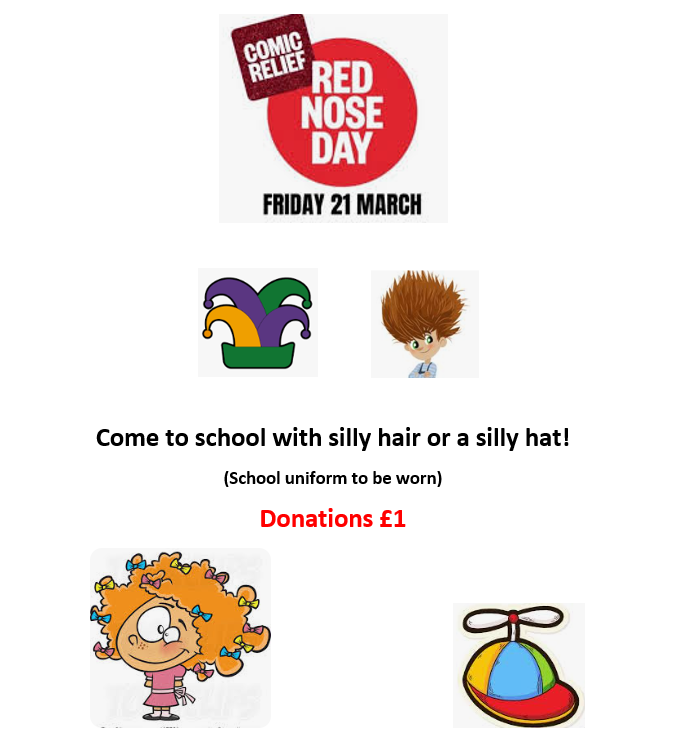 COMIC
RELIEF
RED
NOSE
DAY
FRIDAY 21 MARCH
Come to school with silly hair or a silly hat!
(School uniform to be worn)
Donations £1